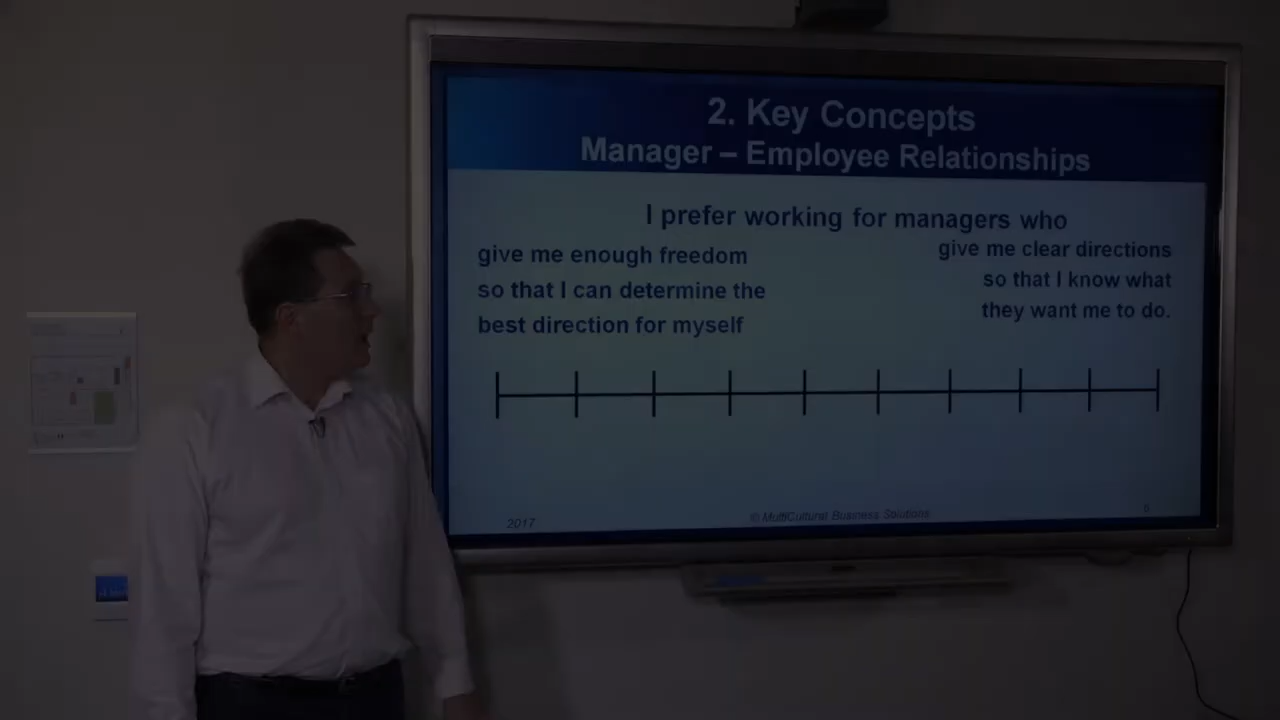 2. Key Concepts
Manager – Employee Relationships
I prefer working for managers who
give me enough freedom
so that I can determine the
best direction for myself
give me clear directions
so that I know what
they want me to do.
2017
© MultiCultural Business Solutions
6